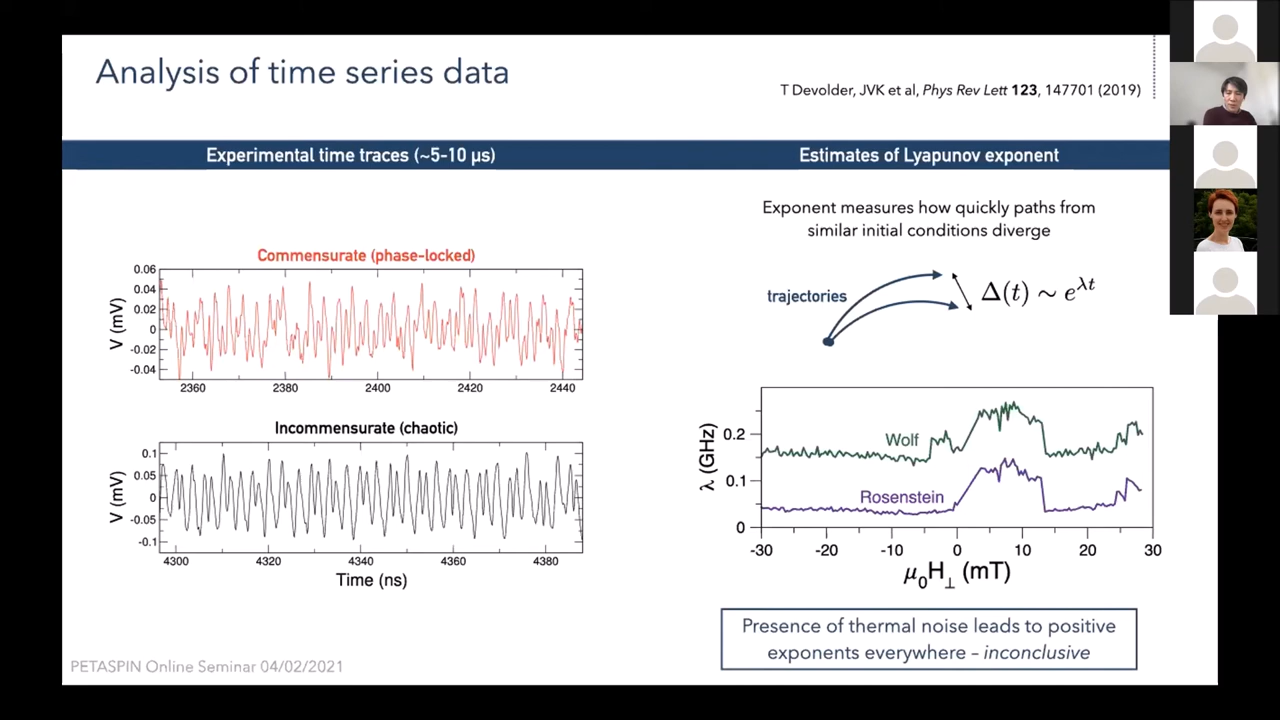 Analysis of time series data
T Devolder, JVK et al, Phys Rev Lett 123, 147701 (2019)
Experimental time traces (~5-10 µs)
Estimates of Lyapunov exponent
Exponent measures how quickly paths from
similar initial conditions diverge
Commensurate (phase-locked)
V (mV)
0.06
0.04
0.02
0
-0.02
-0.04
2360
2380
2400
2420
2440
trajectories
Δ(t) ~ e^λt
Incommensurate (chaotic)
V (mV)
0.1
0.05
0
-0.05
-0.1
4300
4320
4340
4360
4380
Time (ns)
λ (GHz)
0.2
0.1
0
Wolf
Rosenstein
-30
-20
-10
0
10
20
30
µ₀H⊥ (mT)
Presence of thermal noise leads to positive
exponents everywhere – inconclusive
PETASPIN Online Seminar 04/02/2021